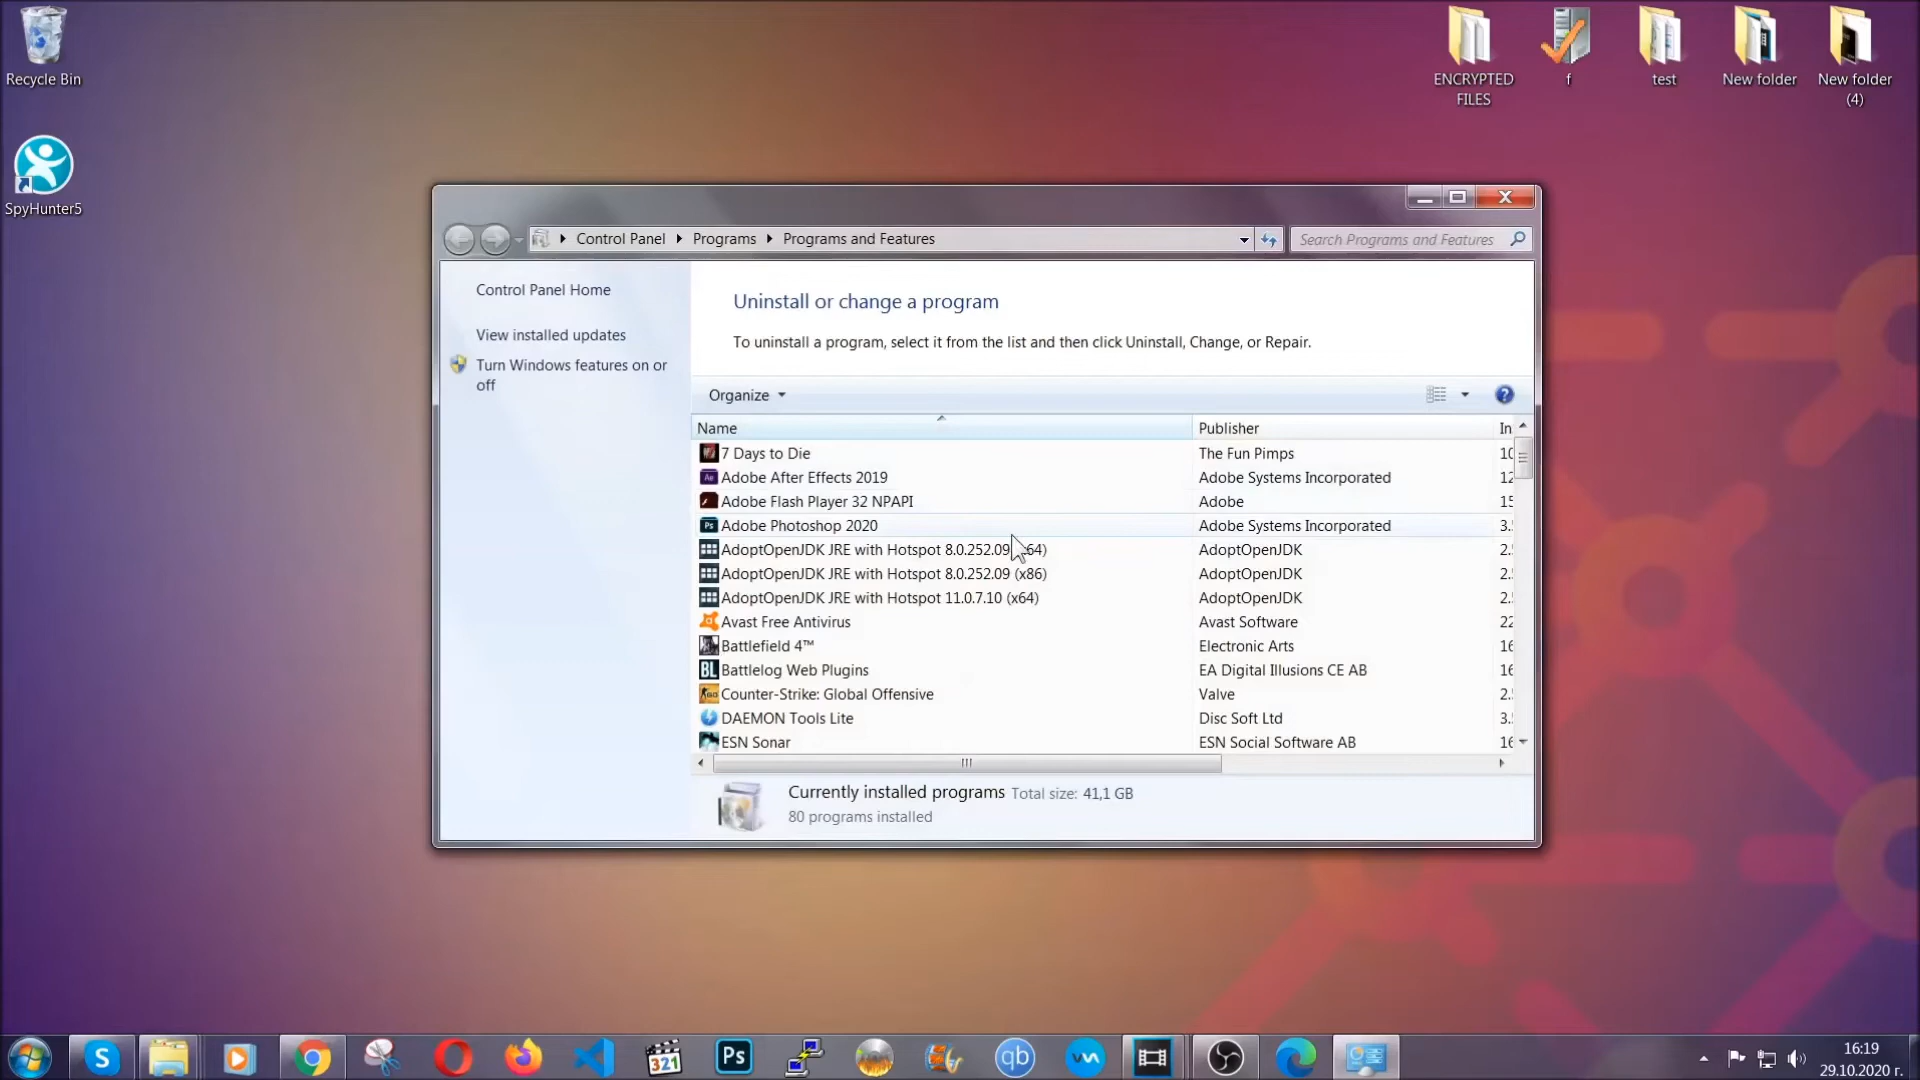 Recycle Bin
SpyHunter5
ENCRYPTED
FILES
f
test
New folder
New folder
(4)
Control Panel Programs Programs and Features
Search Programs and Features
Control Panel Home
View installed updates
Turn Windows features on or
off
Uninstall or change a program
To uninstall a program, select it from the list and then click Uninstall, Change, or Repair.
Organize
Name Publisher In
7 Days to Die The Fun Pimps 10
Adobe After Effects 2019 Adobe Systems Incorporated 12
Adobe Flash Player 32 NPAPI Adobe 15
Adobe Photoshop 2020 Adobe Systems Incorporated 3.
AdoptOpenJDK JRE with Hotspot 8.0.252.09 64) AdoptOpenJDK 2.
AdoptOpenJDK JRE with Hotspot 8.0.252.09 (x86) AdoptOpenJDK 2.
AdoptOpenJDK JRE with Hotspot 11.0.7.10 (x64) AdoptOpenJDK 2.
Avast Free Antivirus Avast Software 22
Battlefield 4™ Electronic Arts 16
BL Battlelog Web Plugins EA Digital Illusions CE AB 16
Counter-Strike: Global Offensive Valve 2.
DAEMON Tools Lite Disc Soft Ltd 3.
ESN Sonar ESN Social Software AB 16
Currently installed programs Total size: 41,1 GB
80 programs installed
S
321
Ps
qb
16:19
29.10.2020 г.